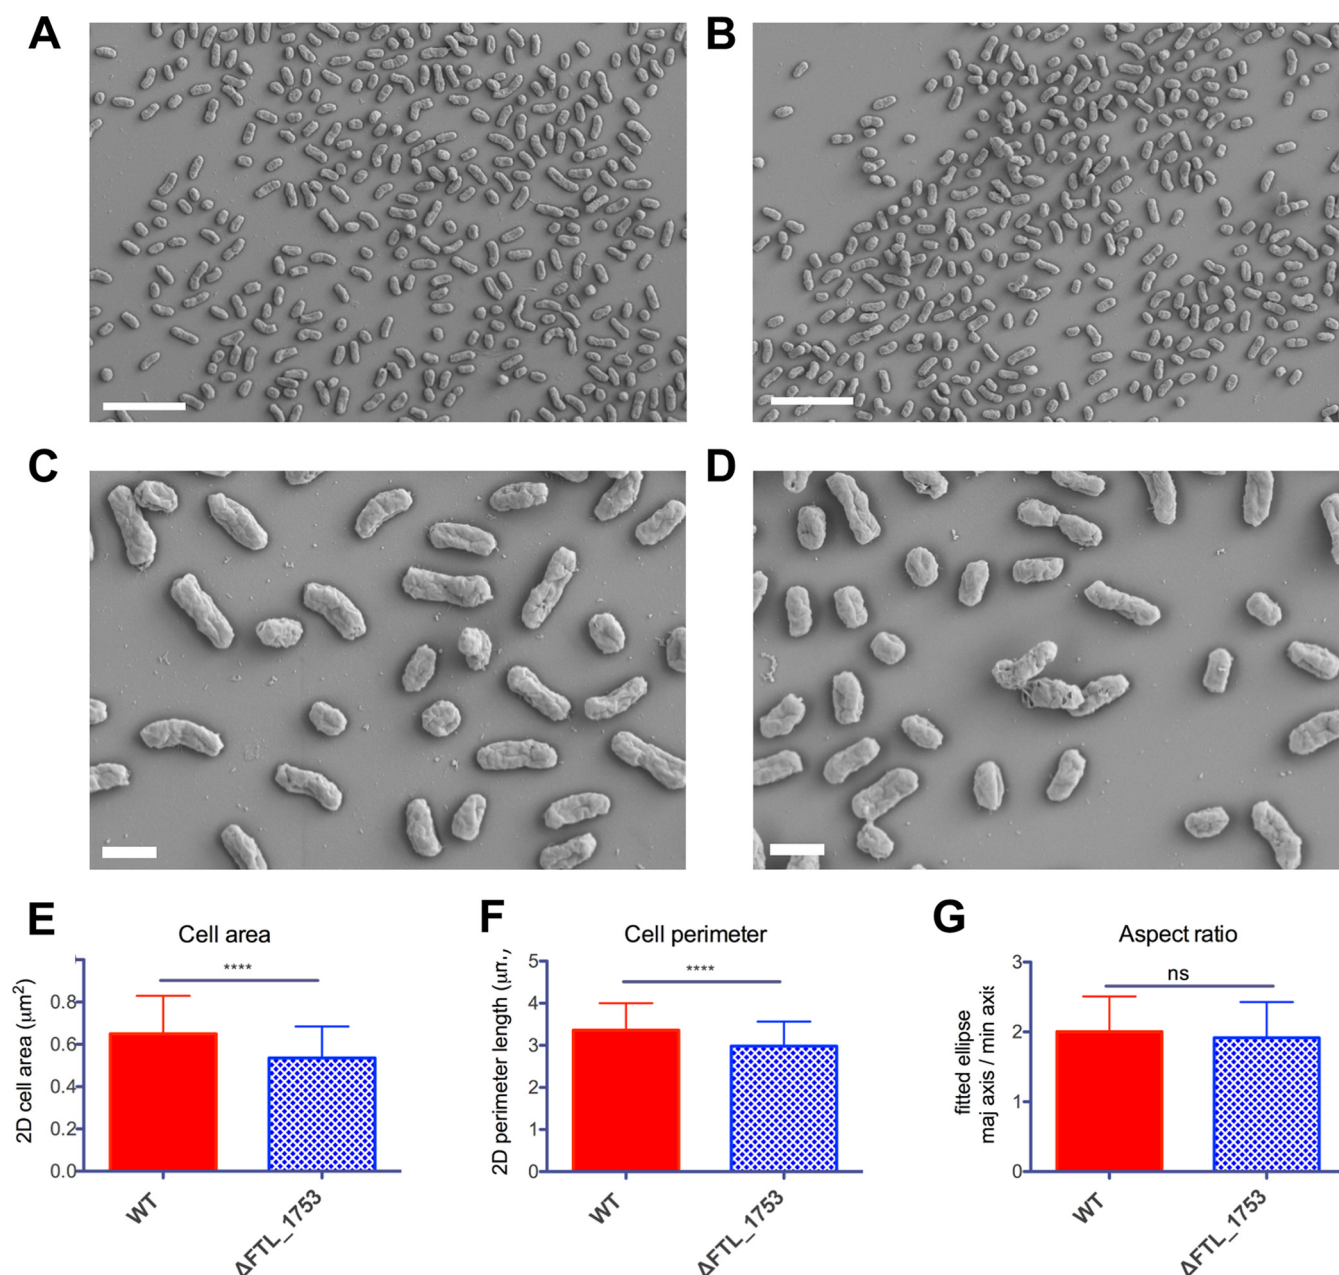 A
B
C
D
E
Cell area
2D cell area (μm²)
0.8
0.6
0.4
0.2
0.0
****
WT
ΔFTL_1753
F
Cell perimeter
2D perimeter length (μm,
5
4
3
2
1
0
****
WT
ΔFTL_1753
G
Aspect ratio
fitted ellipse
maj axis / min axis
3
2
1
0
ns
WT
ΔFTL_1753